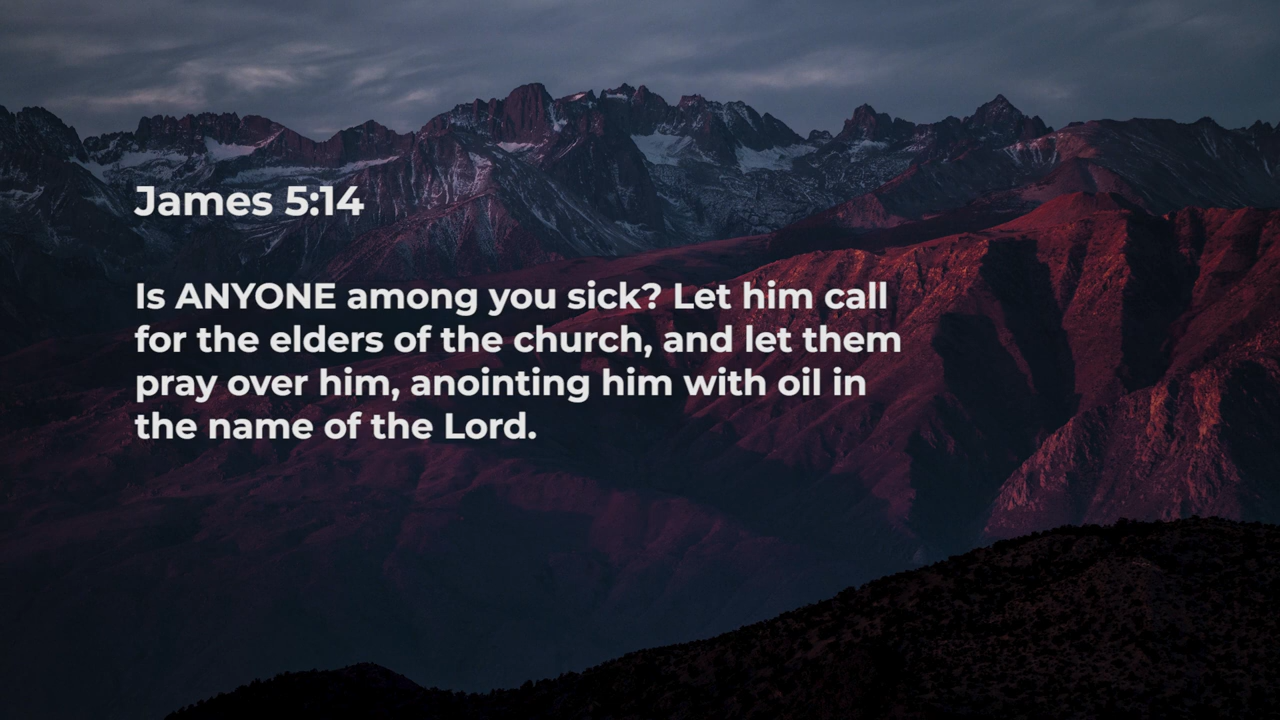 James 5:14
Is ANYONE among you sick? Let him call
for the elders of the church, and let them
pray over him, anointing him with oil in
the name of the Lord.